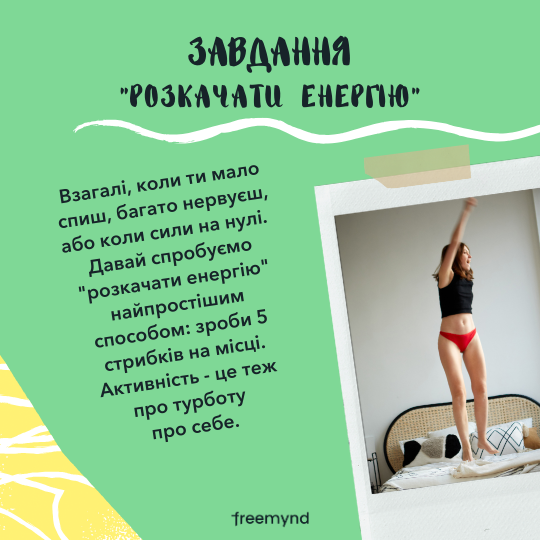 ЗАВДАННЯ
"РОЗКАЧАТИ ЕНЕРГІЮ"
Взагалі, коли ти мало
спиш, багато нервуєш,
або коли сили на нулі.
Давай спробуємо
"розкачати енергію"
найпростішим
способом: зроби 5
стрибків на місці.
Активність - це теж
про турботу
про себе.
freemynd